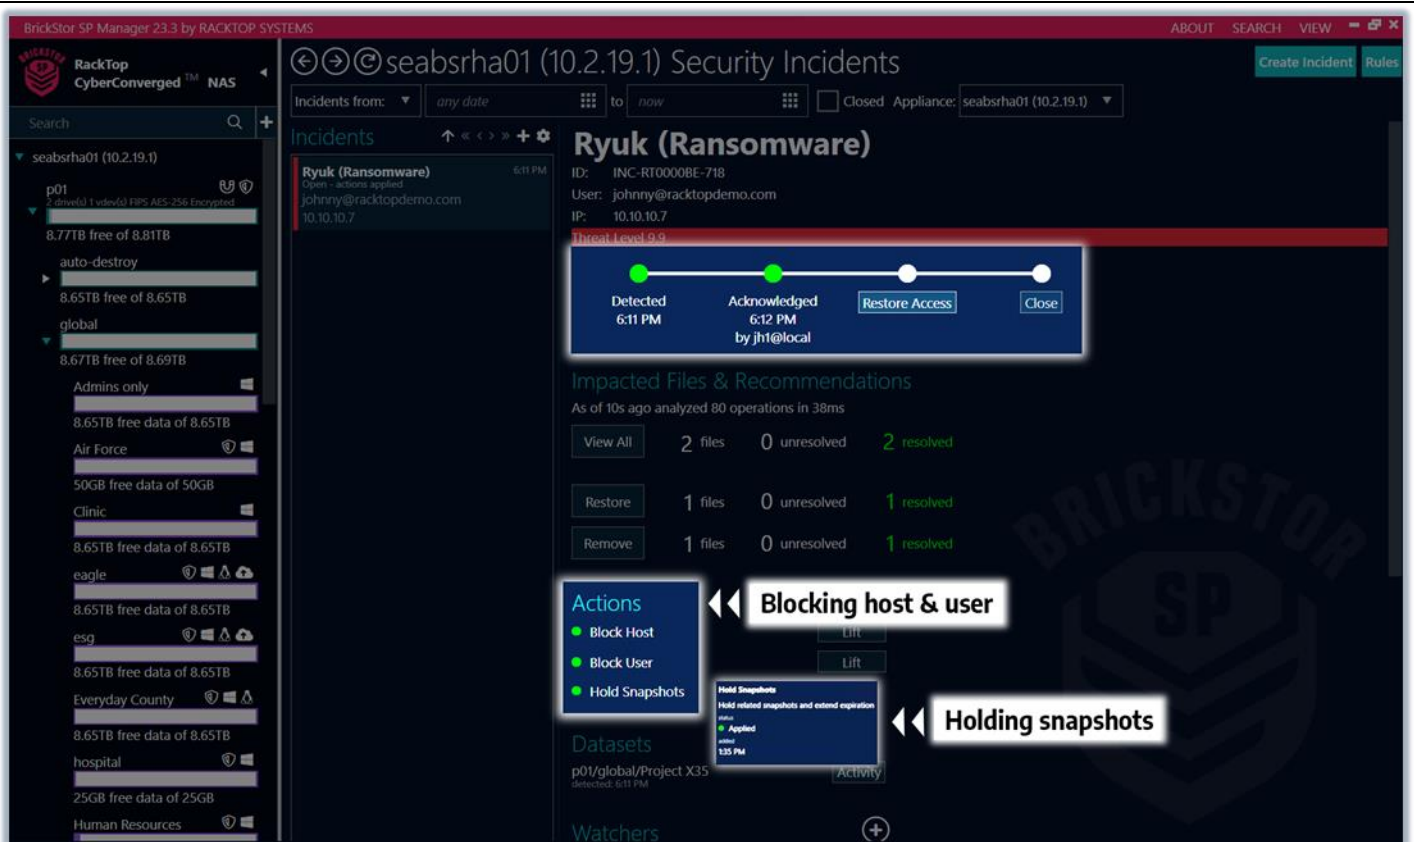 BrickStor SP Manager 23.3 by RACKTOP SYSTEMS
ABOUT SEARCH VIEW
BRICKSTOR
SP
RackTop
CyberConverged TM NAS
seabsrha01 (10.2.19.1) Security Incidents
Create Incident Rules
Incidents from: any date to now Closed Appliance: seabsrha01 (10.2.19.1)
Search
seabsrha01 (10.2.19.1)
p01
2 drive(s) 1 vdev(s) FIPS AES-256 Encrypted
8.77TB free of 8.81TB
auto-destroy
8.65TB free of 8.65TB
global
8.67TB free of 8.69TB
Admins only
8.65TB free data of 8.65TB
Air Force
50GB free data of 50GB
Clinic
8.65TB free data of 8.65TB
eagle
8.65TB free data of 8.65TB
esg
8.65TB free data of 8.65TB
Everyday County
8.65TB free data of 8.65TB
hospital
25GB free data of 25GB
Human Resources
Incidents
Ryuk (Ransomware) 6:11 PM
Open - actions applied
johnny@racktopdemo.com
10.10.10.7
Ryuk (Ransomware)
ID: INC-RT0000BE-718
User: johnny@racktopdemo.com
IP: 10.10.10.7
Threat Level 9.9
Detected
6:11 PM
Acknowledged
6:12 PM
by jh1@local
Restore Access
Close
Impacted Files & Recommendations
As of 10s ago analyzed 80 operations in 38ms
View All 2 files 0 unresolved 2 resolved
Restore 1 files 0 unresolved 1 resolved
Remove 1 files 0 unresolved 1 resolved
Actions
Blocking host & user
Block Host Lift
Block User Lift
Hold Snapshots
Hold Snapshots
Hold related snapshots and extend expiration
status
Applied
added
1:35 PM
Holding snapshots
Datasets
p01/global/Project X35 Activity
detected: 6:11 PM
Watchers
BRICKSTOR
SP